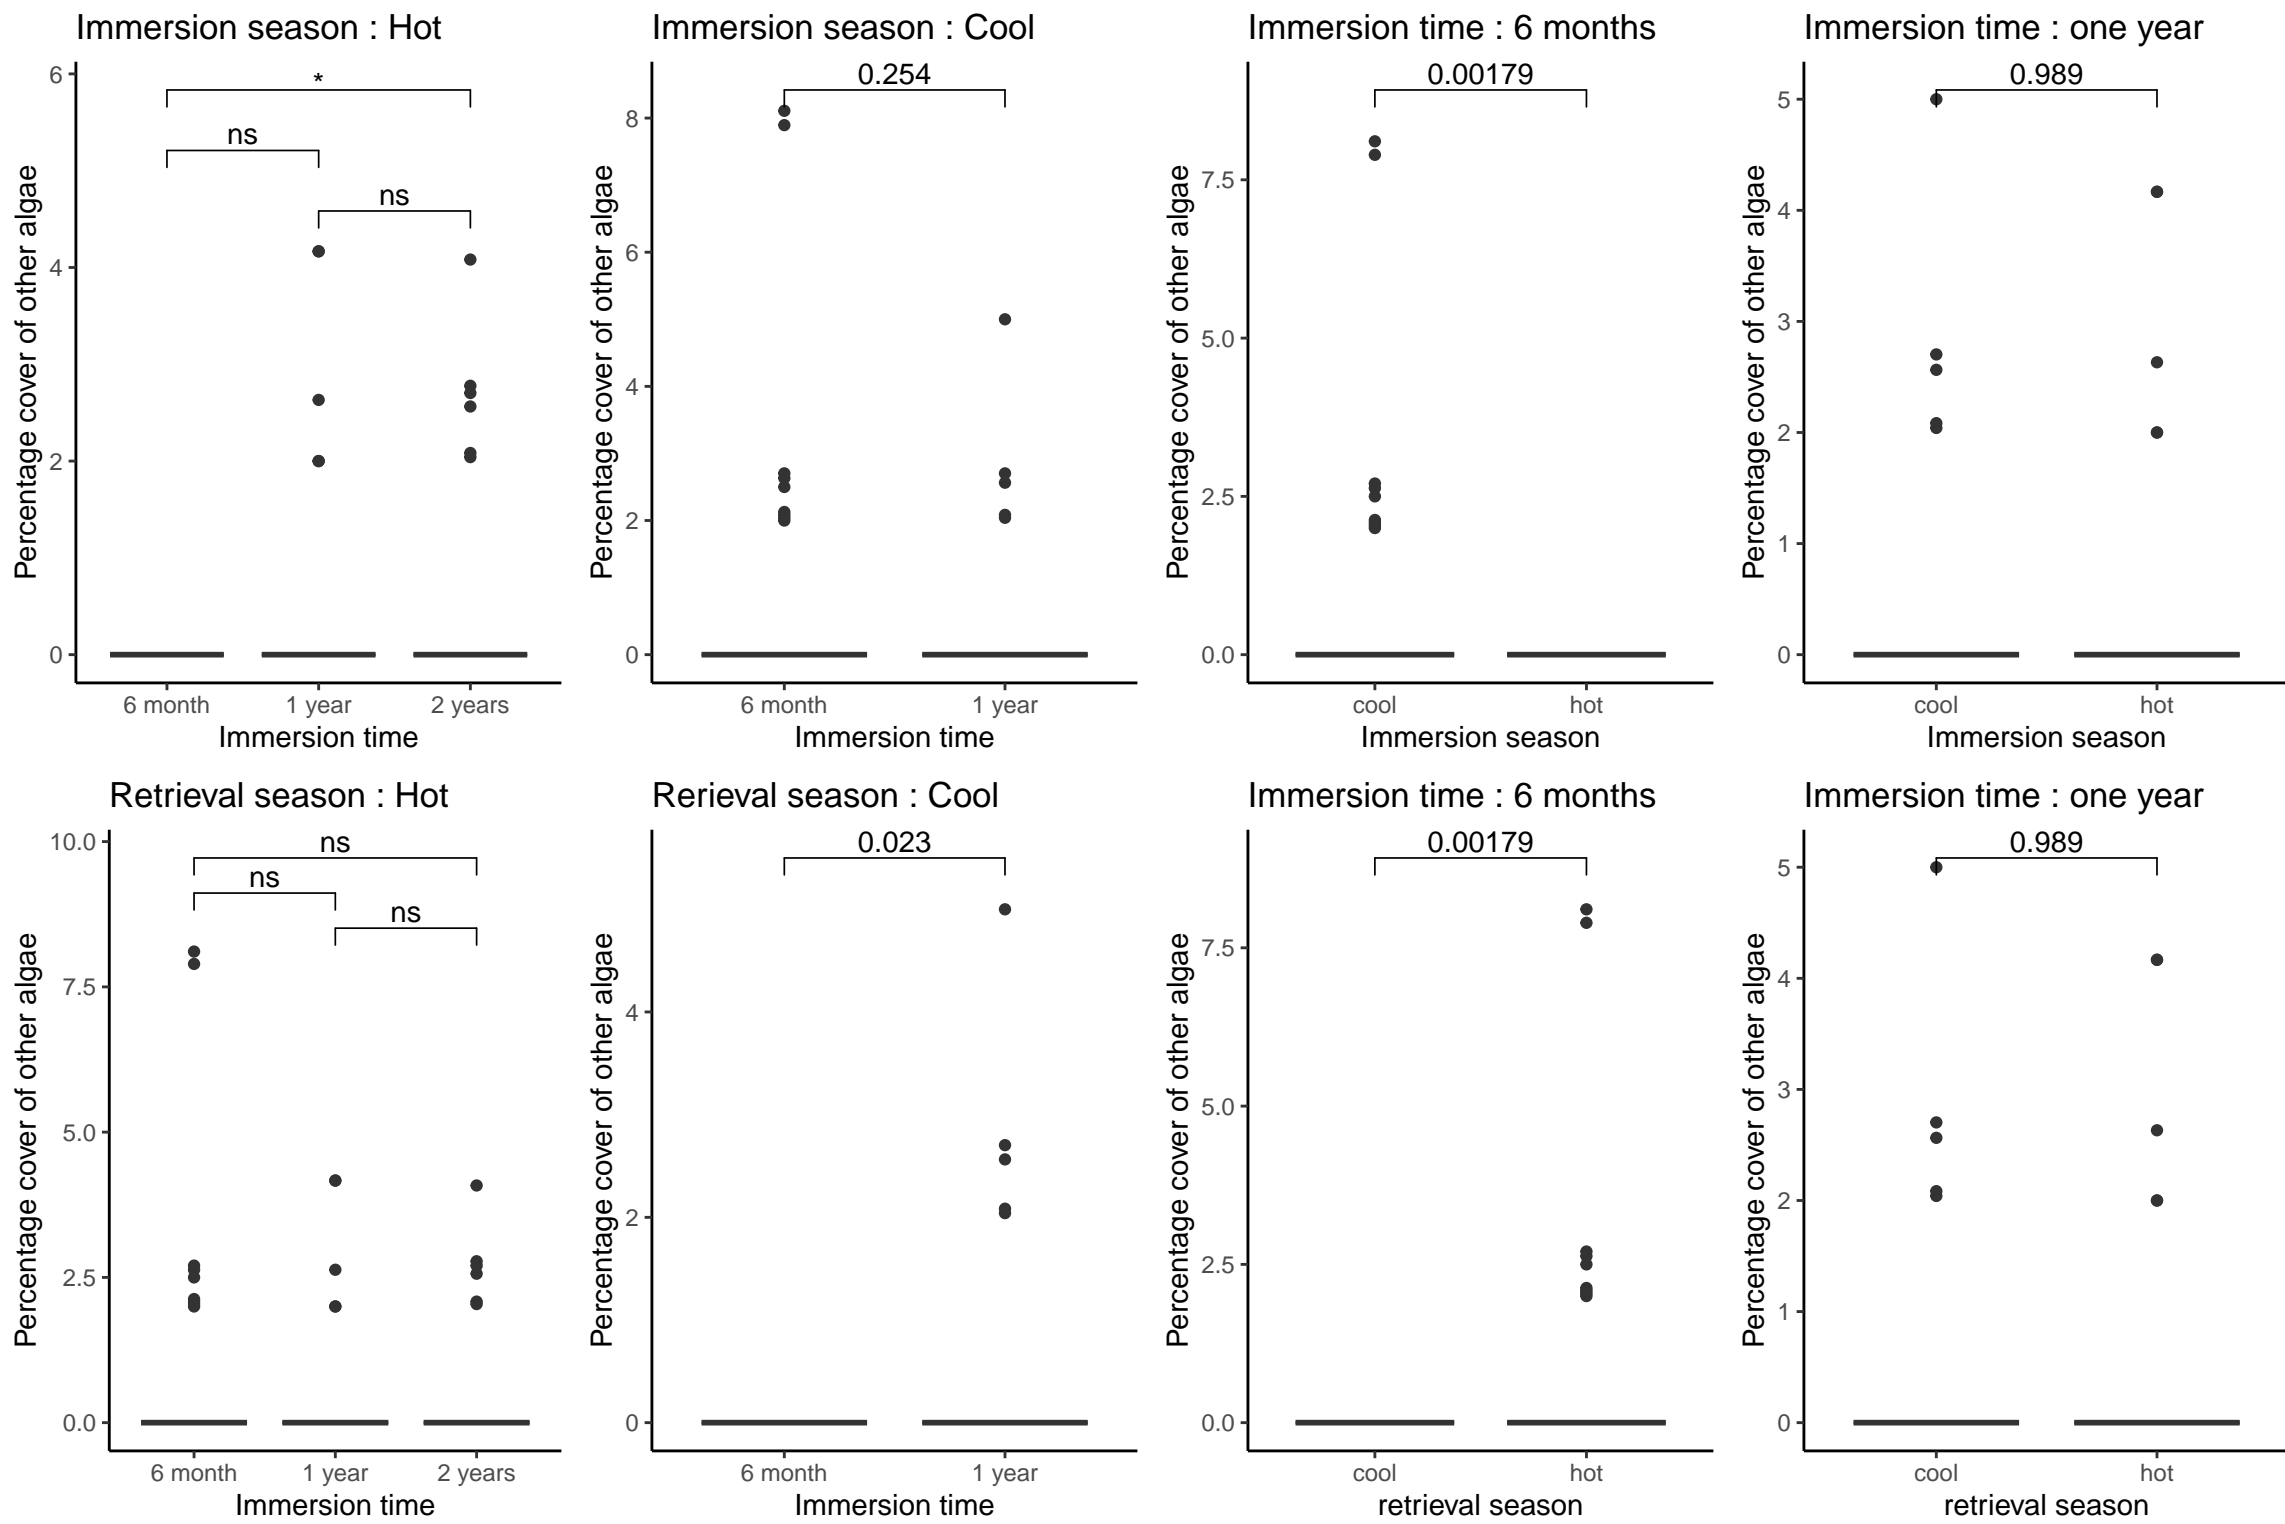 Immersion season : Hot
Percentage cover of other algae
6
4
2
0
*
ns
ns
6 month 1 year 2 years
Immersion time
Immersion season : Cool
Percentage cover of other algae
8
6
4
2
0
0.254
6 month 1 year
Immersion time
Immersion time : 6 months
Percentage cover of other algae
7.5
5.0
2.5
0.0
0.00179
cool hot
Immersion season
Immersion time : one year
Percentage cover of other algae
5
4
3
2
1
0
0.989
cool hot
Immersion season
Retrieval season : Hot
Percentage cover of other algae
10.0
7.5
5.0
2.5
0.0
ns
ns
ns
6 month 1 year 2 years
Immersion time
Rerieval season : Cool
Percentage cover of other algae
4
2
0
0.023
6 month 1 year
Immersion time
Immersion time : 6 months
Percentage cover of other algae
7.5
5.0
2.5
0.0
0.00179
cool hot
retrieval season
Immersion time : one year
Percentage cover of other algae
5
4
3
2
1
0
0.989
cool hot
retrieval season